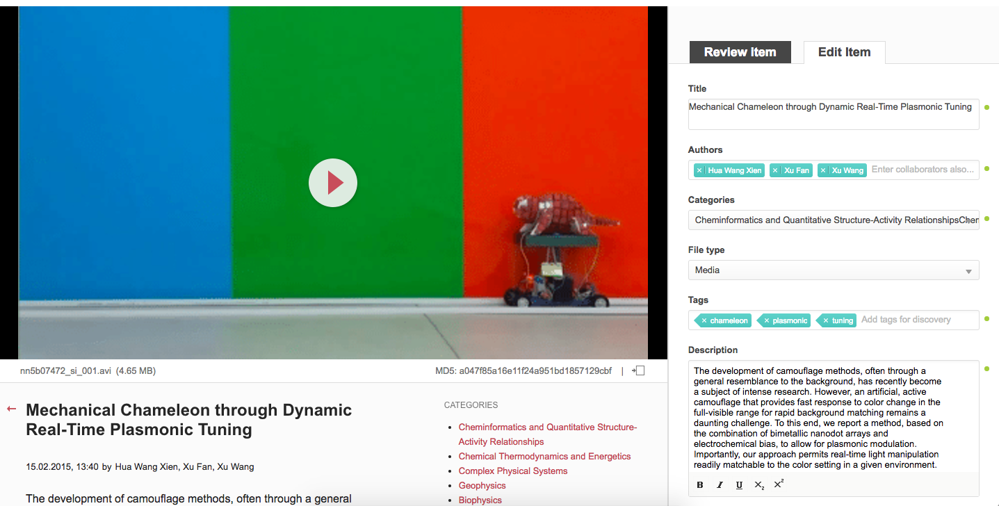 nn5b07472_si_001.avi (4.65 MB)
MD5: a047f85a16e11f24a951bd1857129cbf |
Mechanical Chameleon through Dynamic
Real-Time Plasmonic Tuning
15.02.2015, 13:40 by Hua Wang Xien, Xu Fan, Xu Wang
The development of camouflage methods, often through a general
CATEGORIES
• Cheminformatics and Quantitative Structure-
Activity Relationships
• Chemical Thermodynamics and Energetics
• Complex Physical Systems
• Geophysics
• Biophysics
Review Item
Edit Item
Title
Mechanical Chameleon through Dynamic Real-Time Plasmonic Tuning
Authors
× Hua Wang Xien × Xu Fan × Xu Wang Enter collaborators also...
Categories
Cheminformatics and Quantitative Structure-Activity RelationshipsChem
File type
Media
Tags
× chameleon × plasmonic × tuning Add tags for discovery
Description
The development of camouflage methods, often through a
general resemblance to the background, has recently become
a subject of intense research. However, an artificial, active
camouflage that provides fast response to color change in the
full-visible range for rapid background matching remains a
daunting challenge. To this end, we report a method, based on
the combination of bimetallic nanodot arrays and
electrochemical bias, to allow for plasmonic modulation.
Importantly, our approach permits real-time light manipulation
readily matchable to the color setting in a given environment.
B I U X₂ X²